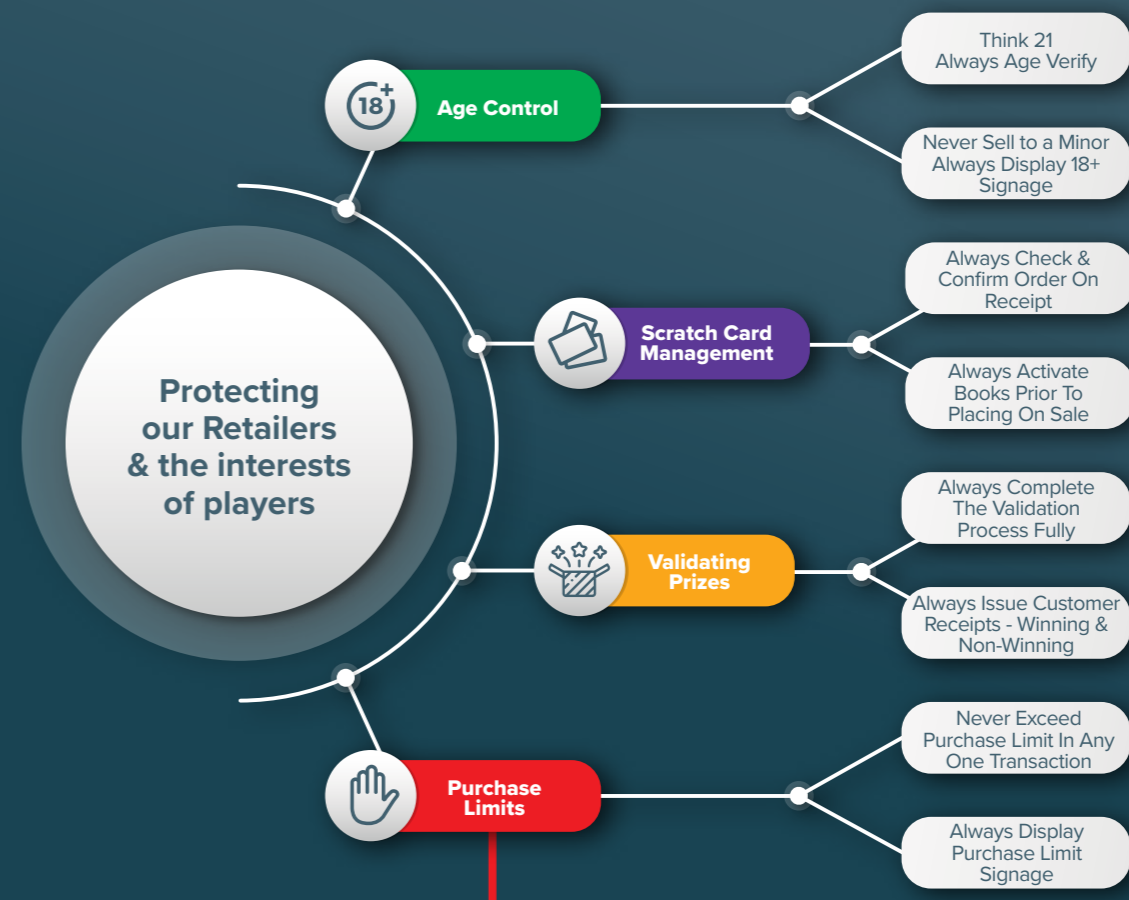 Protecting
our Retailers
& the interests
of players
18+
Age Control
Think 21
Always Age Verify
Never Sell to a Minor
Always Display 18+
Signage
Scratch Card
Management
Always Check &
Confirm Order On
Receipt
Always Activate
Books Prior To
Placing On Sale
Validating
Prizes
Always Complete
The Validation
Process Fully
Always Issue Customer
Receipts - Winning &
Non-Winning
Purchase
Limits
Never Exceed
Purchase Limit In Any
One Transaction
Always Display
Purchase Limit
Signage